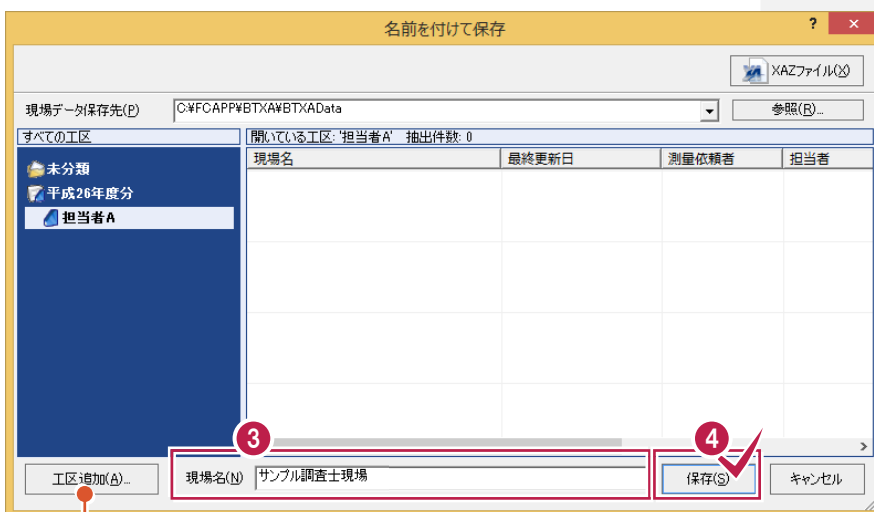 名前を付けて保存
? ×
XAZファイル(X)
現場データ保存先(P) C:¥FCAPP¥BTXA¥BTXAData 参照(R)...
すべての工区 開いている工区: '担当者A' 抽出件数: 0
現場名 最終更新日 測量依頼者 担当者
未分類
平成26年度分
担当者A
3 4
工区追加(A)... 現場名(N) サンプル調査士現場 保存(S) キャンセル